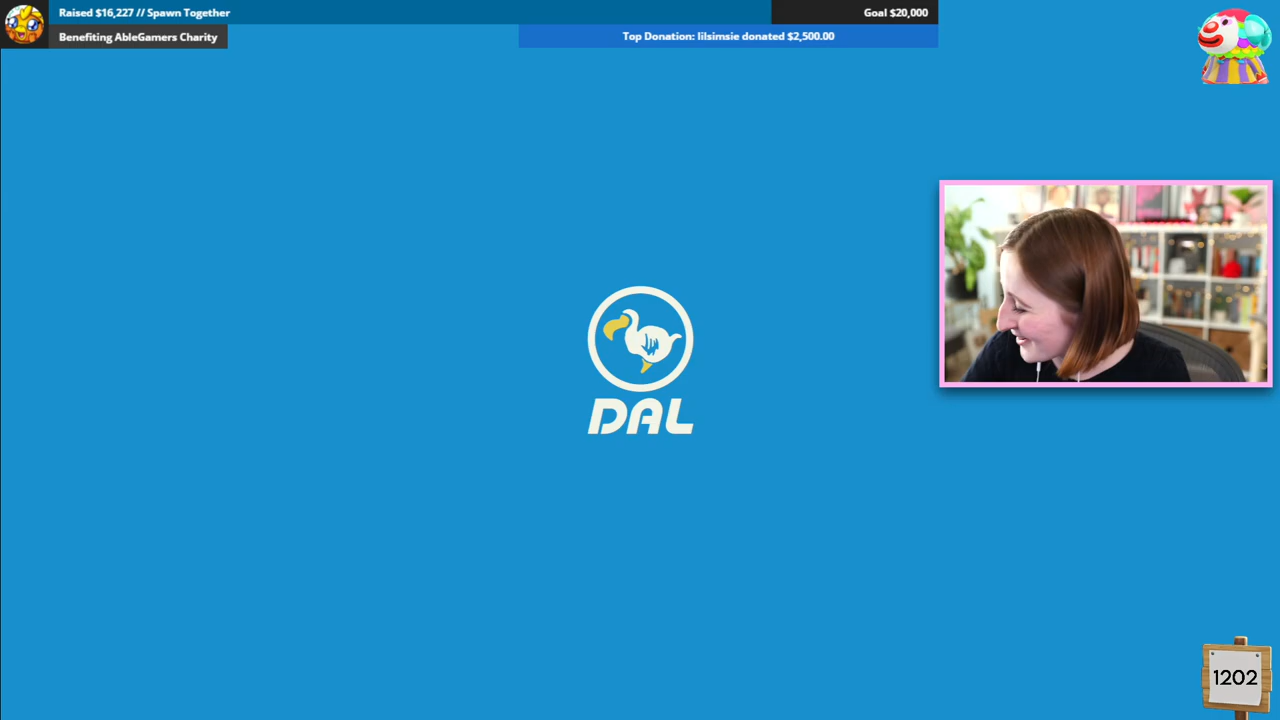 Raised $16,227 // Spawn Together
Goal $20,000
Benefiting AbleGamers Charity
Top Donation: lilsimsie donated $2,500.00
DAL
1202